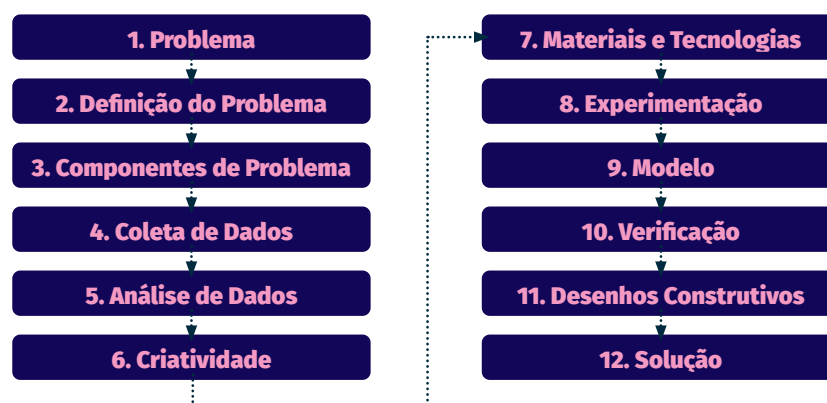 1. Problema
2. Definição do Problema
3. Componentes de Problema
4. Coleta de Dados
5. Análise de Dados
6. Criatividade
7. Materiais e Tecnologias
8. Experimentação
9. Modelo
10. Verificação
11. Desenhos Construtivos
12. Solução